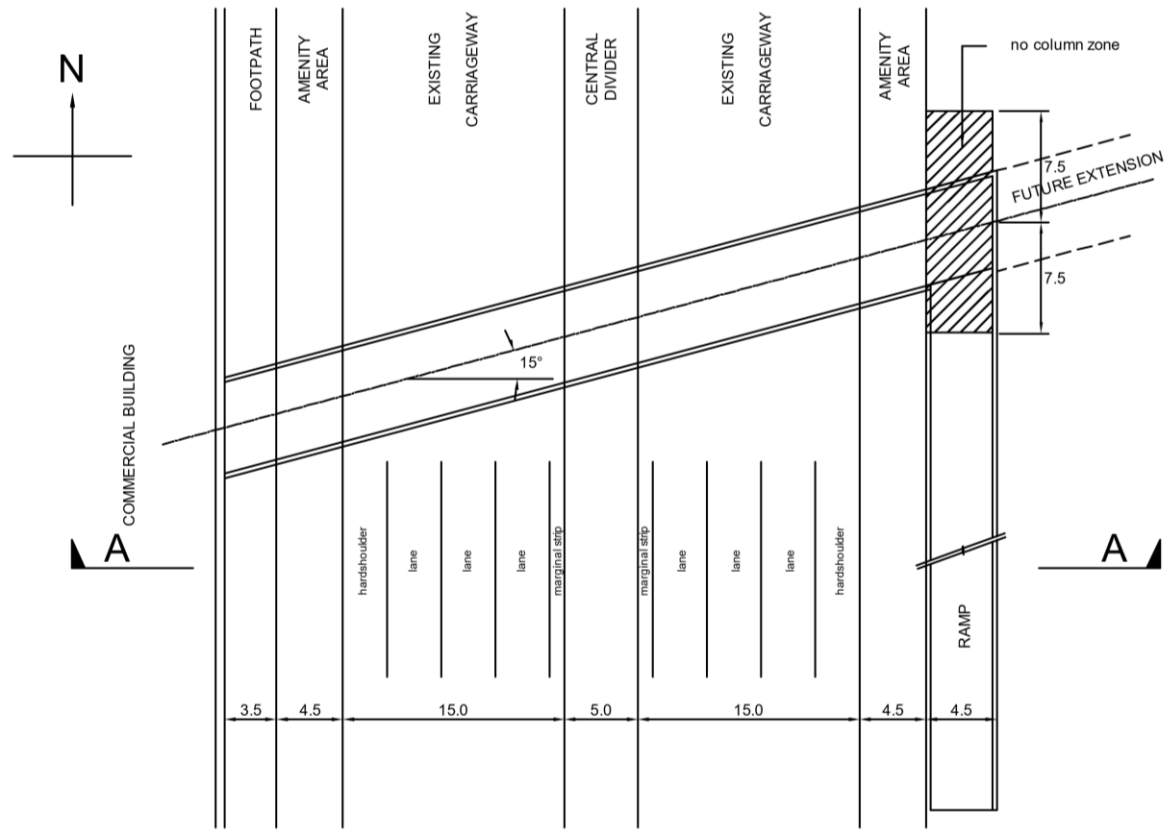 N
FOOTPATH
AMENITY
AREA
EXISTING
CARRIAGEWAY
CENTRAL
DIVIDER
EXISTING
CARRIAGEWAY
AMENITY
AREA
no column zone
7.5
FUTURE EXTENSION
7.5
15°
COMMERCIAL BUILDING
A
A
hardshoulder
lane
lane
lane
marginal strip
marginal strip
lane
lane
lane
hardshoulder
RAMP
3.5
4.5
15.0
5.0
15.0
4.5
4.5